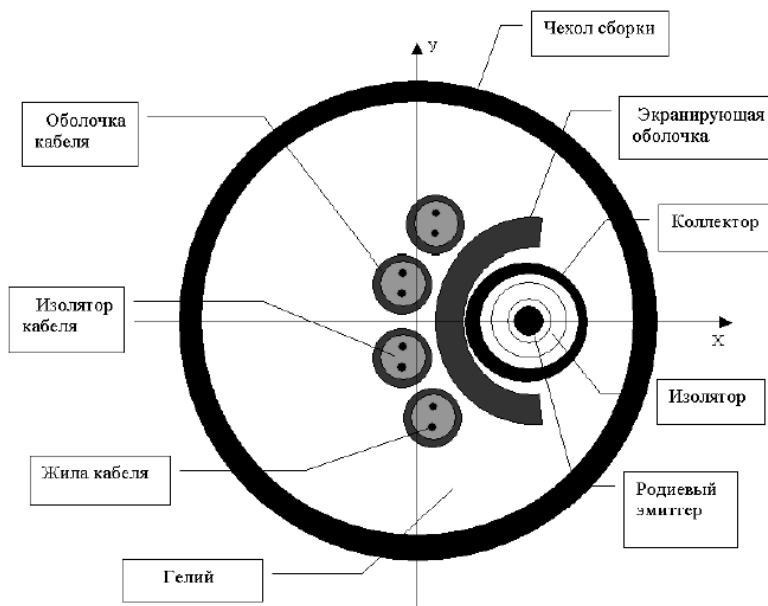 Чехол сборки
У
Оболочка
кабеля
Экранирующая
оболочка
Коллектор
Изолятор
кабеля
X
Изолятор
Жила кабеля
Родиевый
эмиттер
Гелий